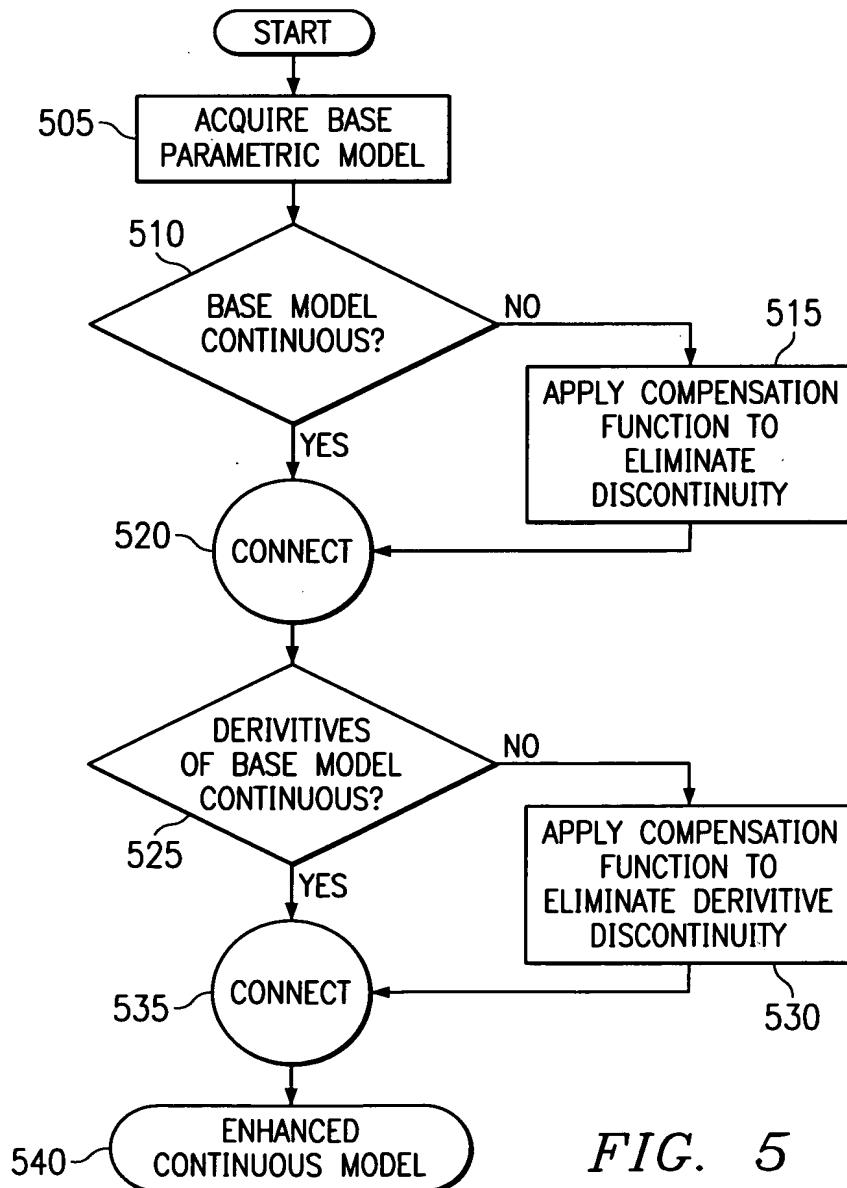 START
505
ACQUIRE BASE
PARAMETRIC MODEL
510
BASE MODEL
CONTINUOUS?
NO
515
APPLY COMPENSATION
FUNCTION TO
ELIMINATE
DISCONTINUITY
YES
520
CONNECT
DERIVITIVES
OF BASE MODEL
CONTINUOUS?
NO
525
APPLY COMPENSATION
FUNCTION TO
ELIMINATE DERIVITIVE
DISCONTINUITY
YES
530
535
CONNECT
540
ENHANCED
CONTINUOUS MODEL
FIG. 5